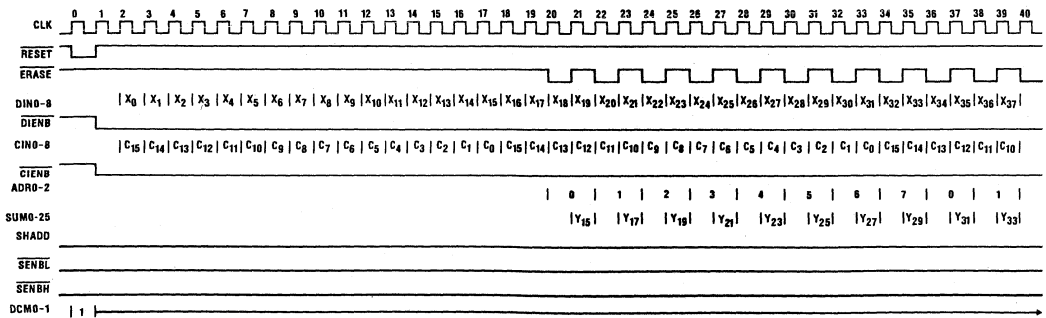 0 1 2 3 4 5 6 7 8 9 10 11 12 13 14 15 16 17 18 19 20 21 22 23 24 25 26 27 28 29 30 31 32 33 34 35 36 37 38 39 40
CLK
RESET
ERASE
DIN0-8 | X0 | X1 | X2 | X3 | X4 | X5 | X6 | X7 | X8 | X9 | X10 | X11 | X12 | X13 | X14 | X15 | X16 | X17 | X18 | X19 | X20 | X21 | X22 | X23 | X24 | X25 | X26 | X27 | X28 | X29 | X30 | X31 | X32 | X33 | X34 | X35 | X36 | X37 |
DIENB
CIN0-8 | C15 | C14 | C13 | C12 | C11 | C10 | C9 | C8 | C7 | C6 | C5 | C4 | C3 | C2 | C1 | C0 | C15 | C14 | C13 | C12 | C11 | C10 | C9 | C8 | C7 | C6 | C5 | C4 | C3 | C2 | C1 | C0 | C15 | C14 | C13 | C12 | C11 | C10 |
CIENB
ADR0-2 | 0 | 1 | 2 | 3 | 4 | 5 | 6 | 7 | 0 | 1 |
SUM0-25 | Y15 | | Y17 | | Y19 | | Y21 | | Y23 | | Y25 | | Y27 | | Y29 | | Y31 | | Y33 |
SHADD
SENBL
SENBH
DCM0-1 | 1 |